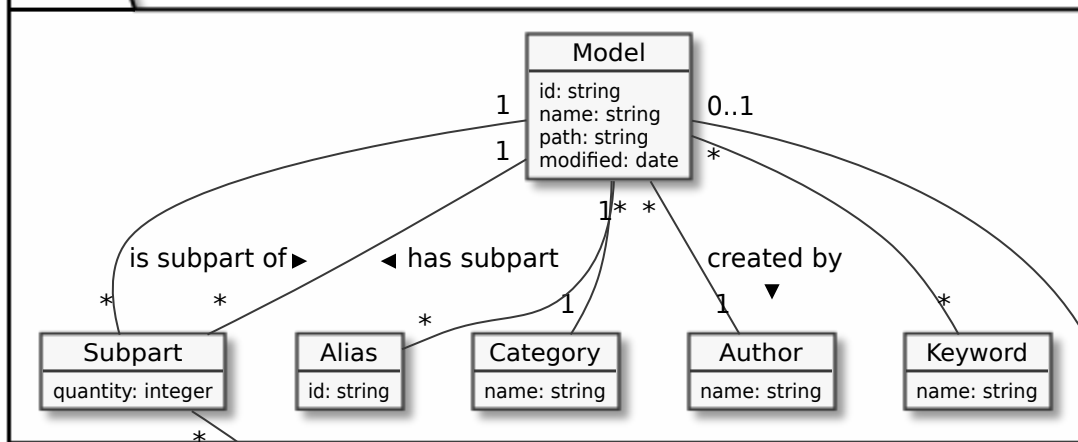 Model
id: string
name: string
path: string
modified: date
1
0..1
1
*
1* *
is subpart of ▶
◀ has subpart
created by
▼
*
*
*
1
1
*
Subpart
quantity: integer
Alias
id: string
Category
name: string
Author
name: string
Keyword
name: string
*